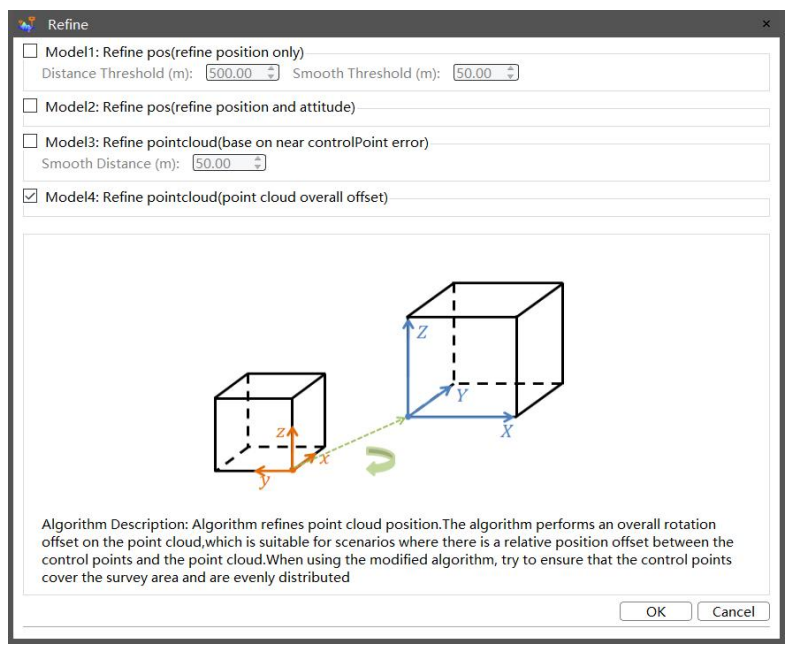 Refine
Model1: Refine pos(refine position only)
Distance Threshold (m): 500.00 Smooth Threshold (m): 50.00
Model2: Refine pos(refine position and attitude)
Model3: Refine pointcloud(base on near controlPoint error)
Smooth Distance (m): 50.00
Model4: Refine pointcloud(point cloud overall offset)
Z
Y
X
z
x
y
Algorithm Description: Algorithm refines point cloud position.The algorithm performs an overall rotation
offset on the point cloud,which is suitable for scenarios where there is a relative position offset between the
control points and the point cloud.When using the modified algorithm, try to ensure that the control points
cover the survey area and are evenly distributed
OK Cancel